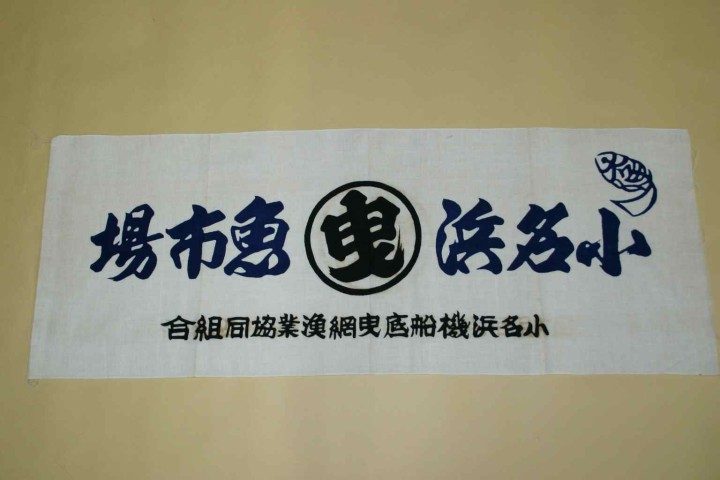 小名浜 曳 魚市場
小名浜機船底曳網漁業協同組合